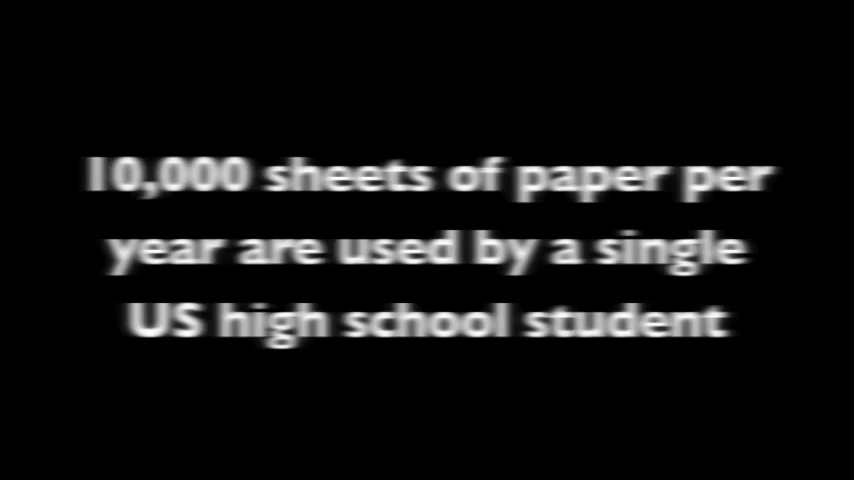 10,000 sheets of paper per
year are used by a single
US high school student